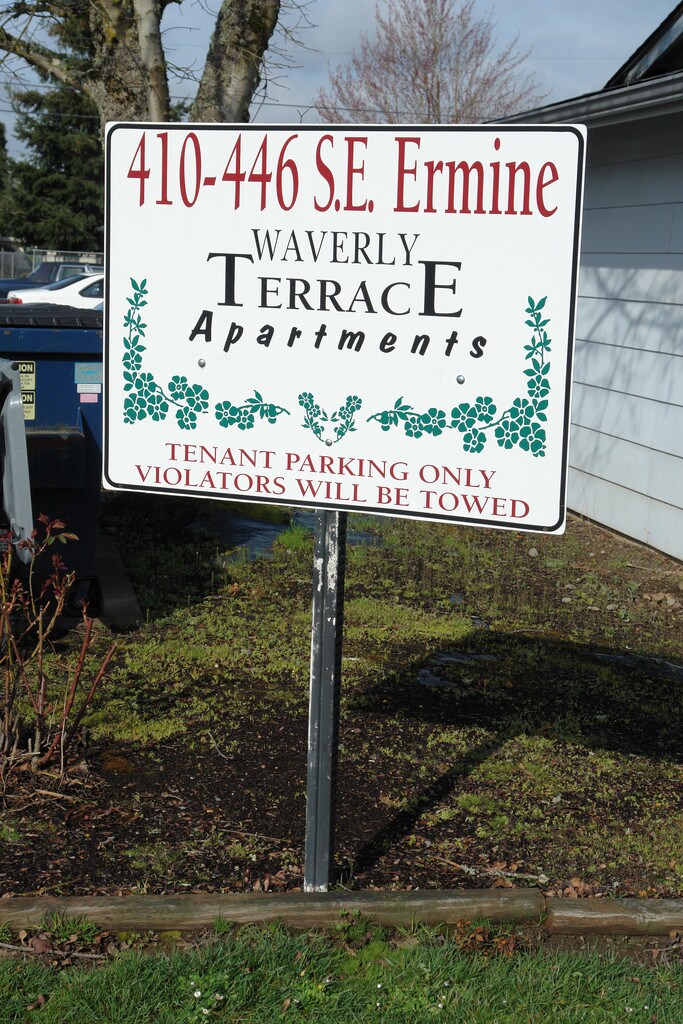 410-446 S.E. Ermine
WAVERLY
TERRACE
Apartments
TENANT PARKING ONLY
VIOLATORS WILL BE TOWED